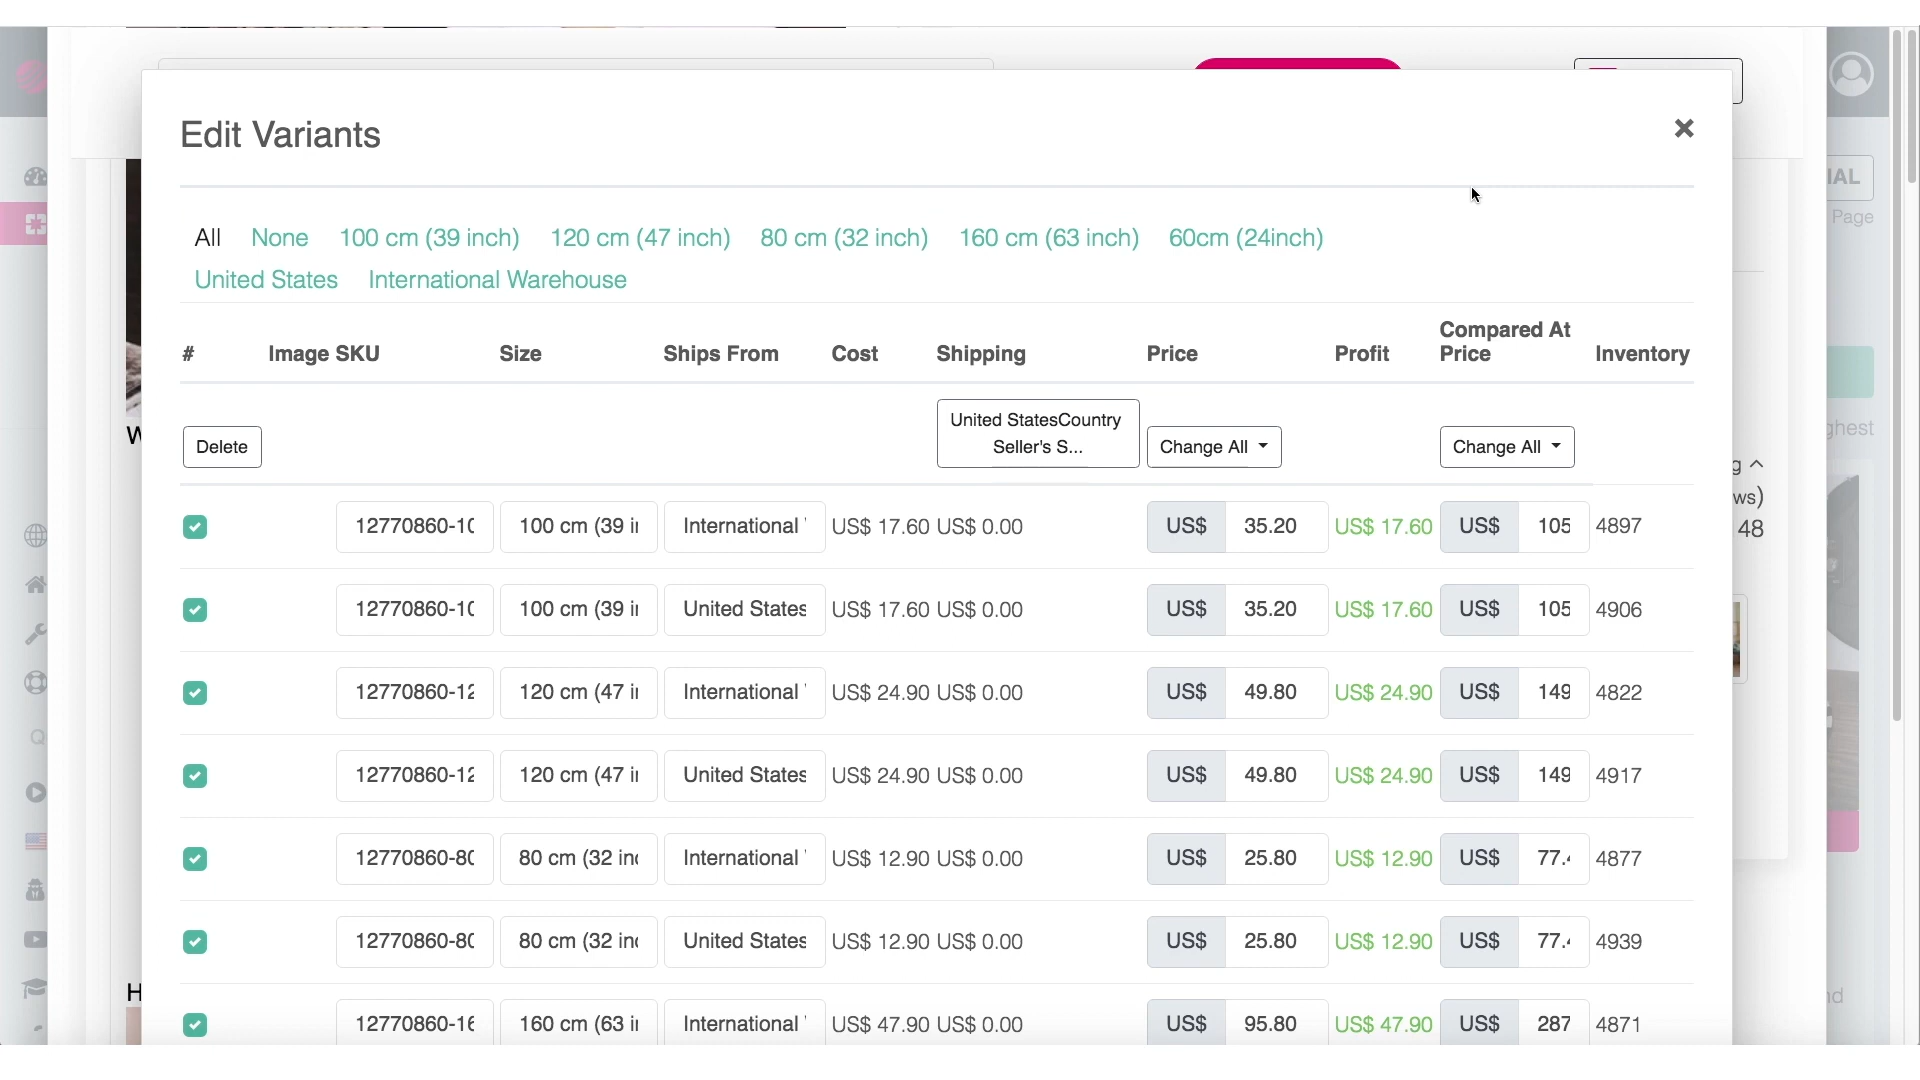 IAL
Page
Edit Variants
All None 100 cm (39 inch) 120 cm (47 inch) 80 cm (32 inch) 160 cm (63 inch) 60cm (24inch)
United States International Warehouse
# Image SKU Size Ships From Cost Shipping Price Profit Compared At Price Inventory
Delete United StatesCountry Seller's S... Change All Change All
12770860-10 100 cm (39 i International US$ 17.60 US$ 0.00 US$ 35.20 US$ 17.60 US$ 105 4897
12770860-10 100 cm (39 i United States US$ 17.60 US$ 0.00 US$ 35.20 US$ 17.60 US$ 105 4906
12770860-12 120 cm (47 i International US$ 24.90 US$ 0.00 US$ 49.80 US$ 24.90 US$ 149 4822
12770860-12 120 cm (47 i United States US$ 24.90 US$ 0.00 US$ 49.80 US$ 24.90 US$ 149 4917
12770860-80 80 cm (32 in International US$ 12.90 US$ 0.00 US$ 25.80 US$ 12.90 US$ 77. 4877
12770860-80 80 cm (32 in United States US$ 12.90 US$ 0.00 US$ 25.80 US$ 12.90 US$ 77. 4939
12770860-16 160 cm (63 i International US$ 47.90 US$ 0.00 US$ 95.80 US$ 47.90 US$ 287 4871
ghest
ws)
48